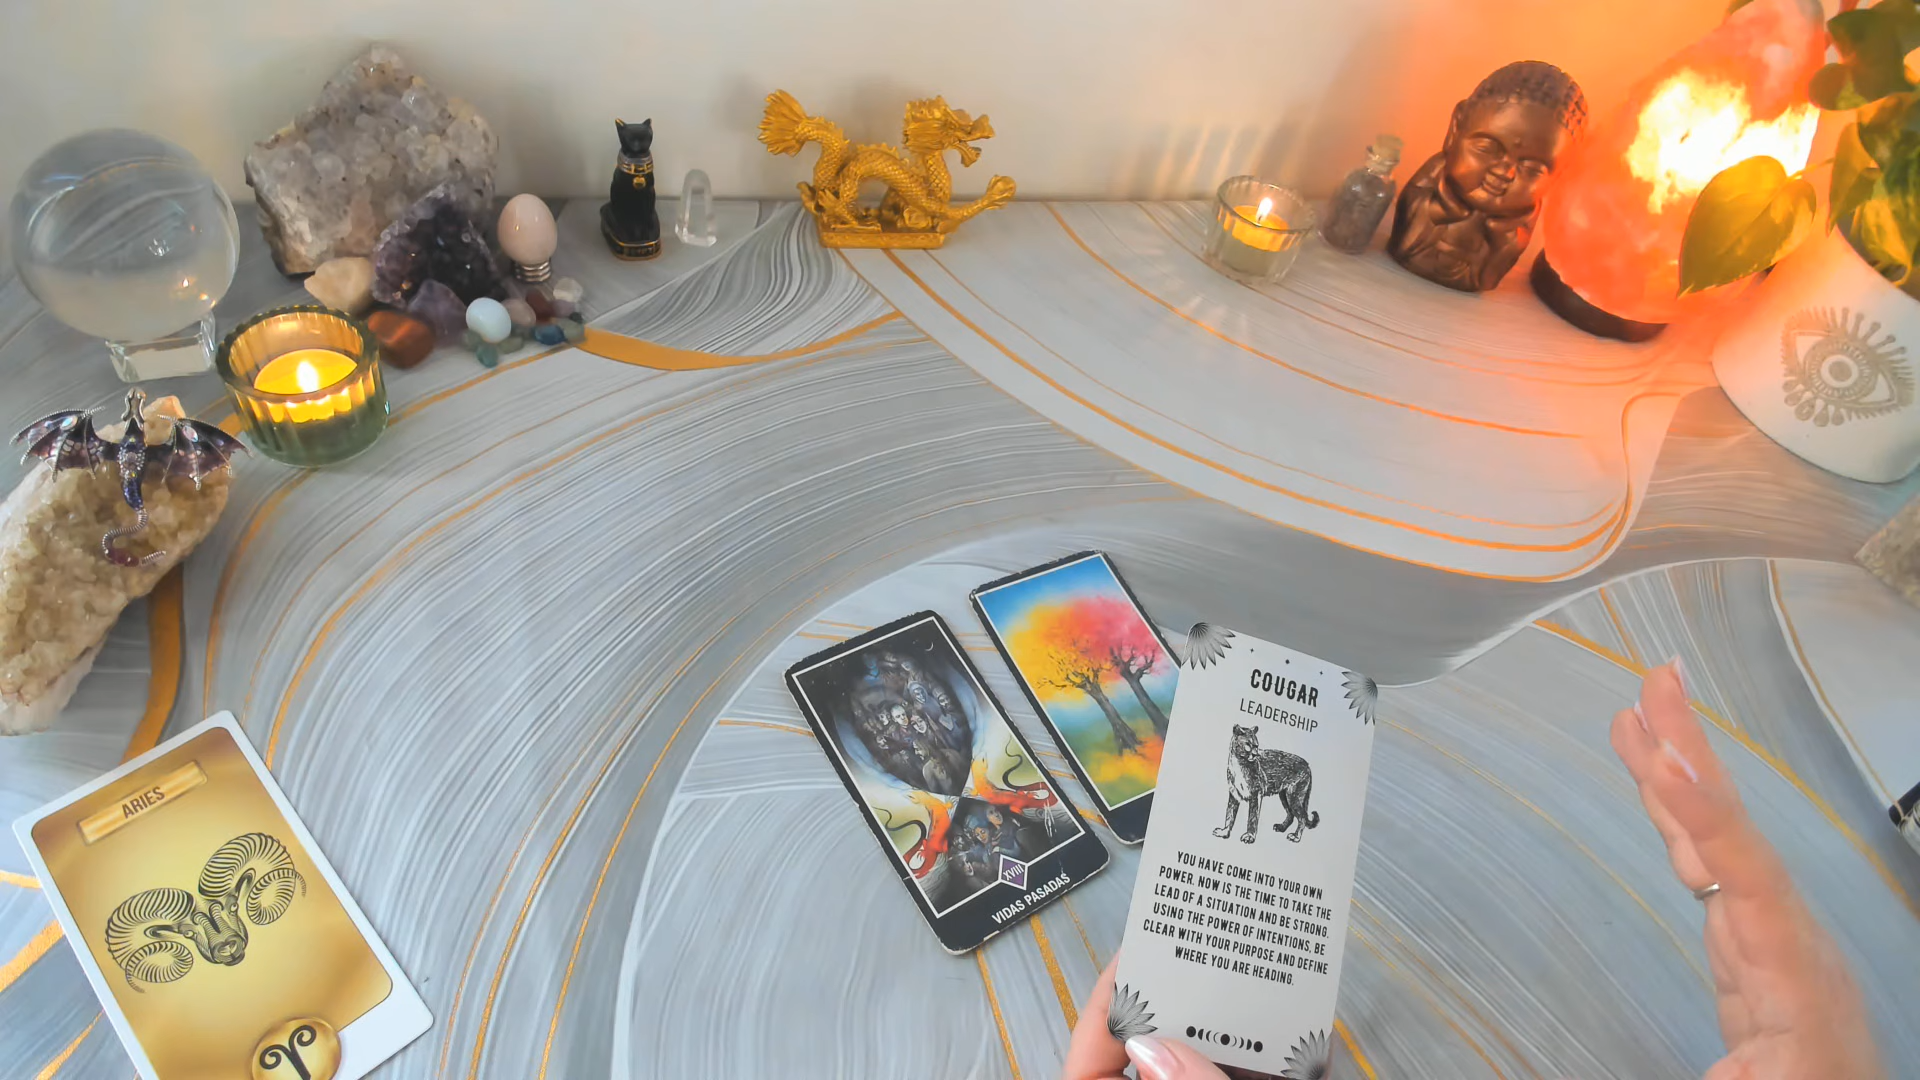 ARIES
XVIII
VIDAS PASADAS
COUGAR
LEADERSHIP
YOU HAVE COME INTO YOUR OWN
POWER. NOW IS THE TIME TO TAKE THE
LEAD OF A SITUATION AND BE STRONG.
USING THE POWER OF INTENTIONS, BE
CLEAR WITH YOUR PURPOSE AND DEFINE
WHERE YOU ARE HEADING.